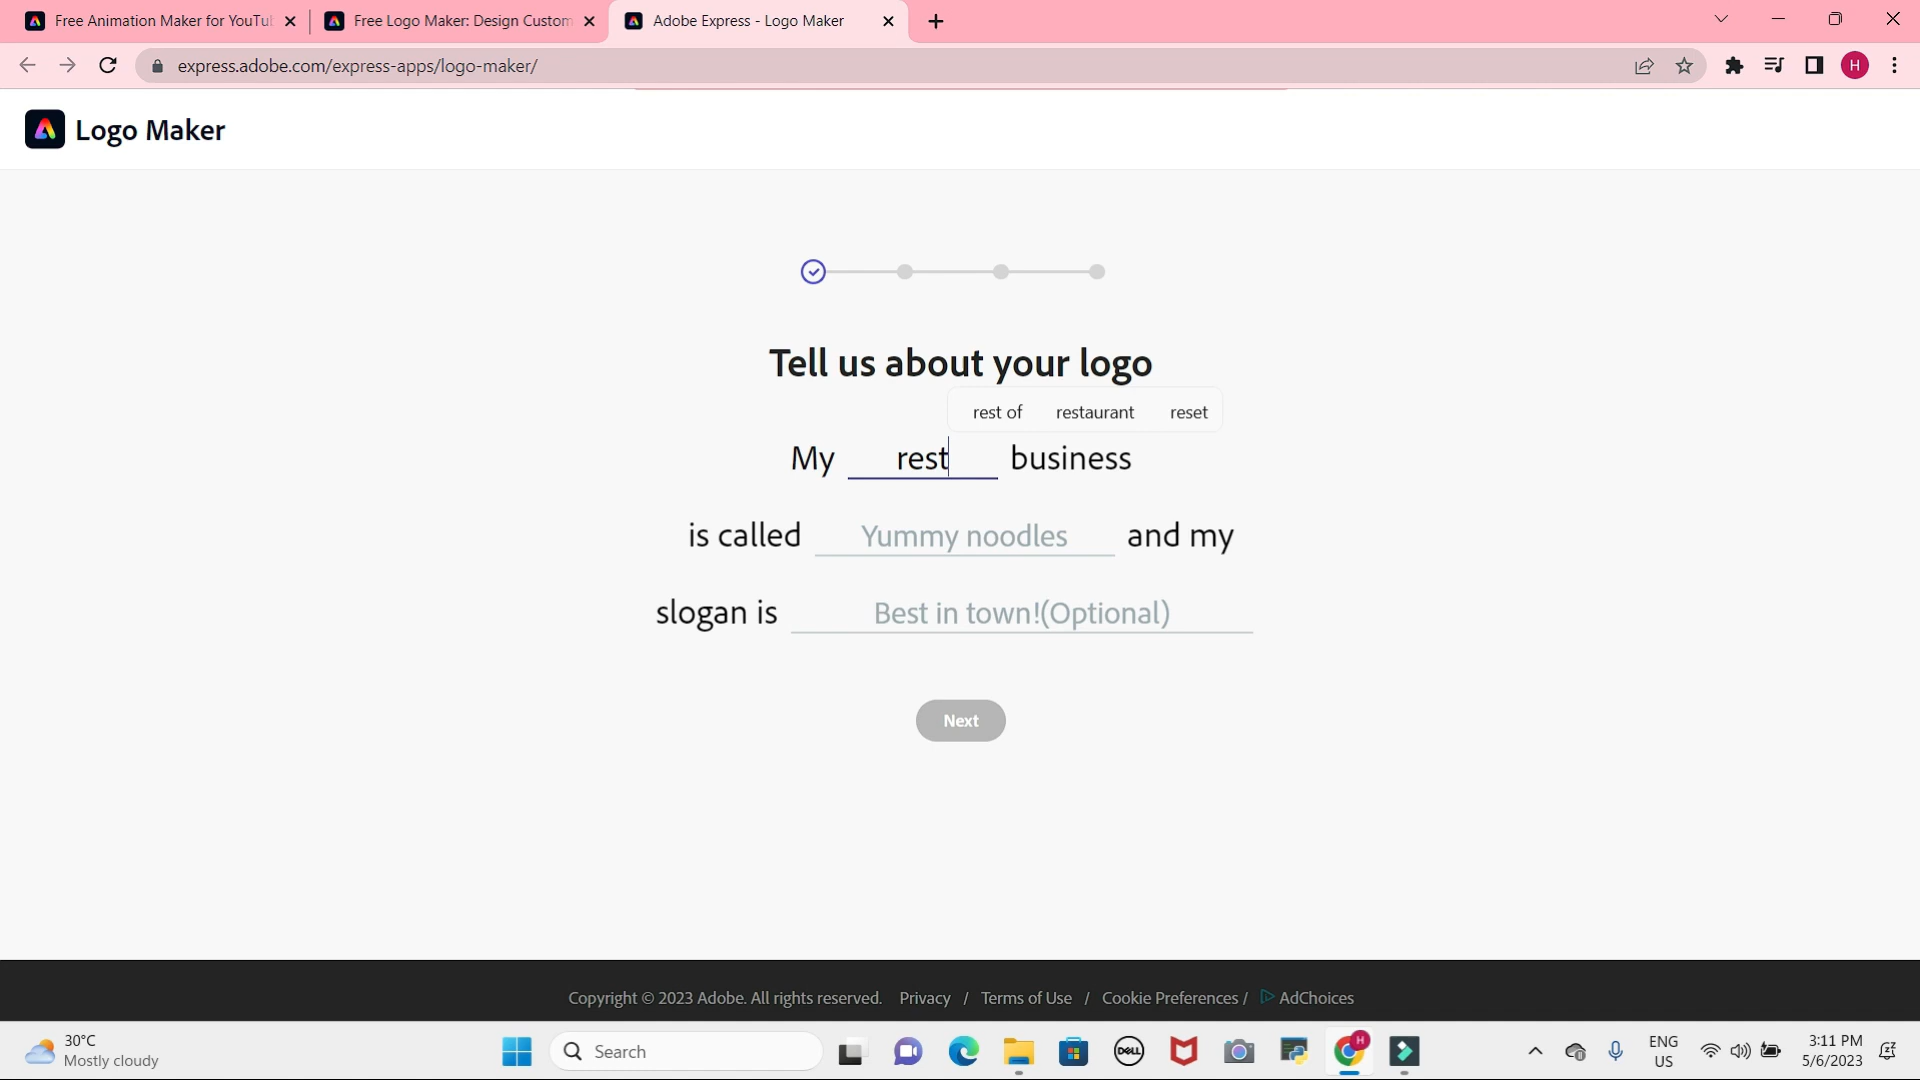 Free Animation Maker for YouTu
Free Logo Maker: Design Custom
Adobe Express - Logo Maker
express.adobe.com/express-apps/logo-maker/
H
Logo Maker
Tell us about your logo
rest of restaurant reset
My rest business
is called Yummy noodles and my
slogan is Best in town!(Optional)
Next
Copyright © 2023 Adobe. All rights reserved. Privacy / Terms of Use / Cookie Preferences / AdChoices
30°C
Mostly cloudy
Search
DELL
H
ENG
US
3:11 PM
5/6/2023